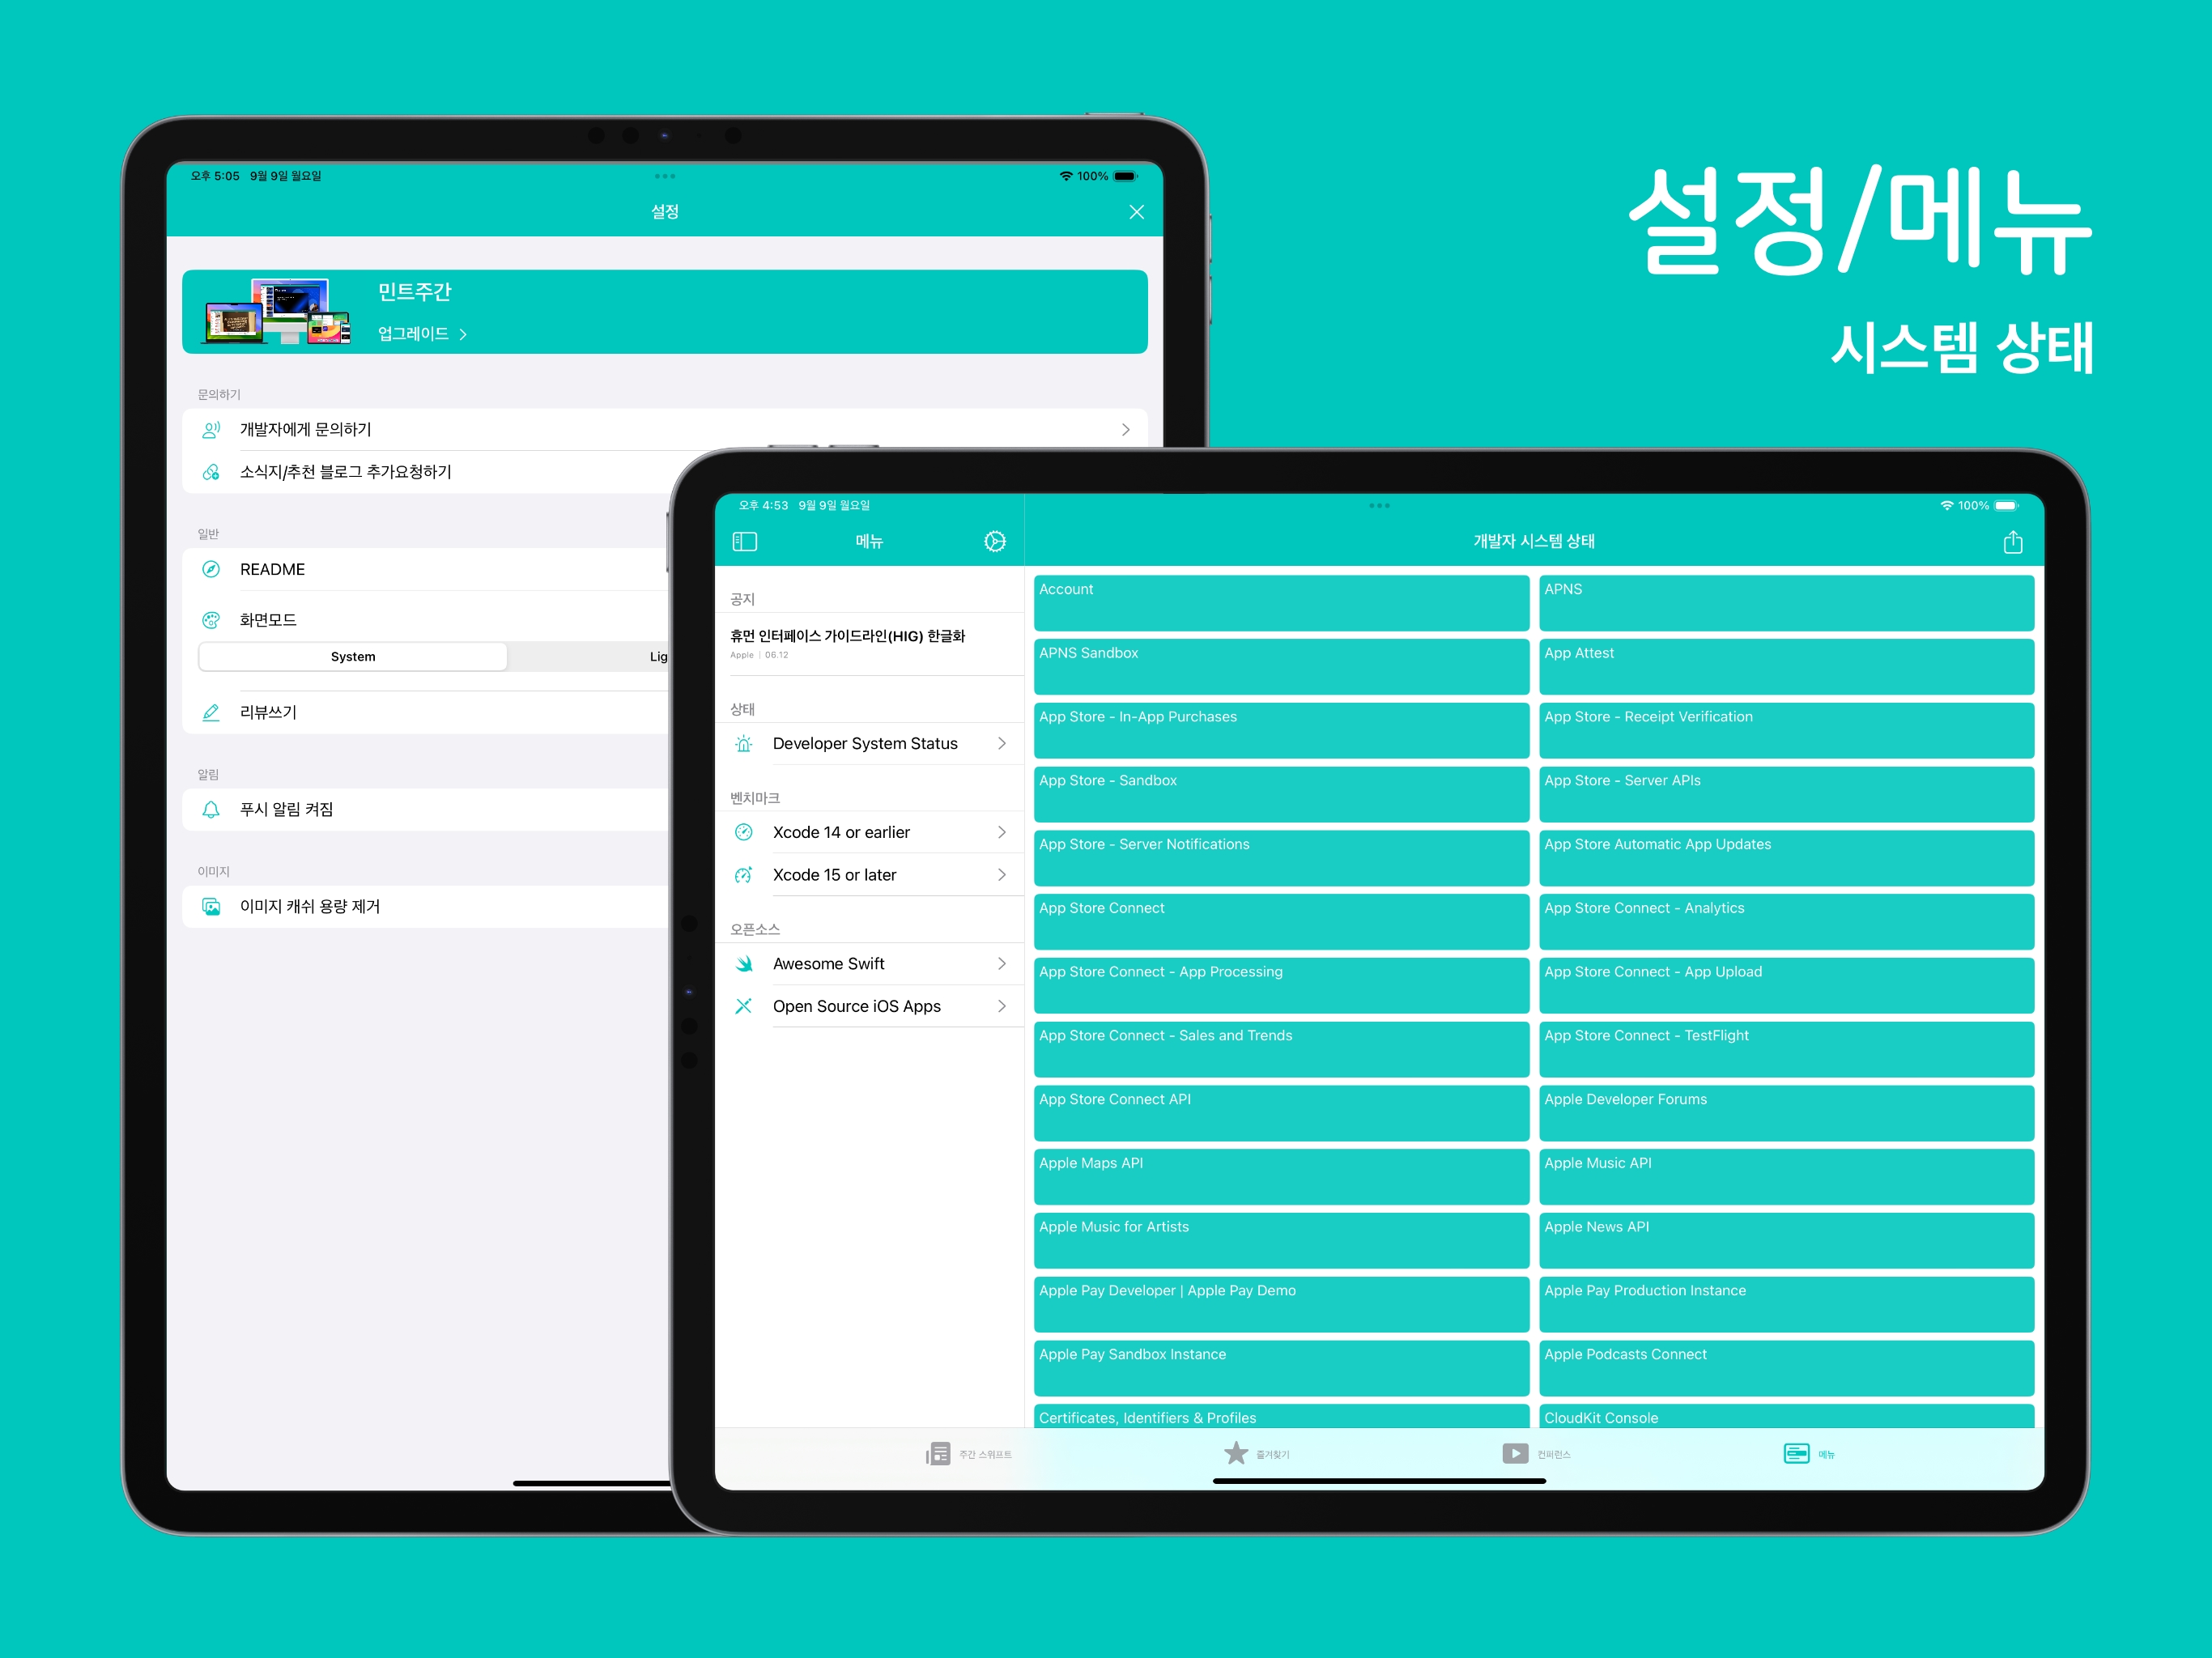 설정/메뉴
시스템 상태
오후 5:05 9월 9일 월요일
100%
설정
민트주간
업그레이드
문의하기
개발자에게 문의하기
소식지/추천 블로그 추가요청하기
일반
README
화면모드
System
Lig
리뷰쓰기
알림
푸시 알림 켜짐
이미지
이미지 캐쉬 용량 제거
오후 4:53 9월 9일 월요일
100%
메뉴
개발자 시스템 상태
공지
휴먼 인터페이스 가이드라인(HIG) 한글화
Apple | 06.12
상태
Developer System Status
벤치마크
Xcode 14 or earlier
Xcode 15 or later
오픈소스
Awesome Swift
Open Source iOS Apps
Account
APNS
APNS Sandbox
App Attest
App Store - In-App Purchases
App Store - Receipt Verification
App Store - Sandbox
App Store - Server APIs
App Store - Server Notifications
App Store Automatic App Updates
App Store Connect
App Store Connect - Analytics
App Store Connect - App Processing
App Store Connect - App Upload
App Store Connect - Sales and Trends
App Store Connect - TestFlight
App Store Connect API
Apple Developer Forums
Apple Maps API
Apple Music API
Apple Music for Artists
Apple News API
Apple Pay Developer | Apple Pay Demo
Apple Pay Production Instance
Apple Pay Sandbox Instance
Apple Podcasts Connect
Certificates, Identifiers & Profiles
CloudKit Console
주간 스위프트
즐겨찾기
컨퍼런스
메뉴